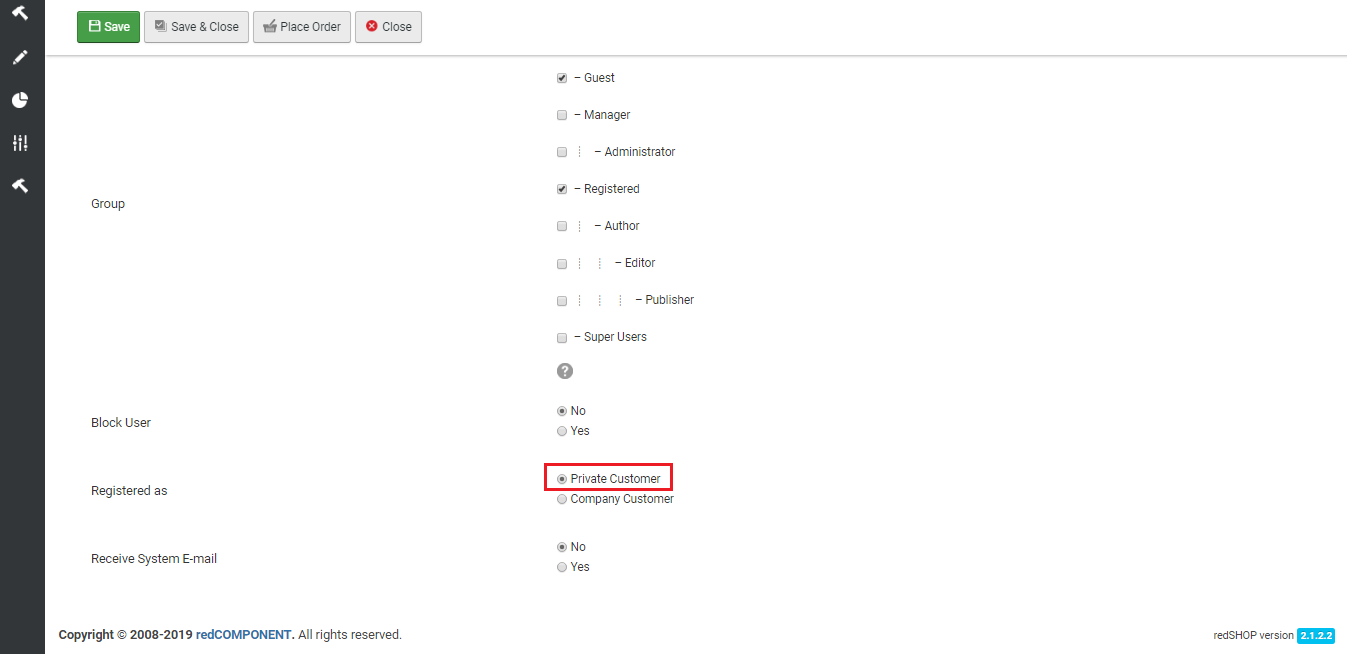 Save Save & Close Place Order Close
– Guest
– Manager
– Administrator
– Registered
Group
– Author
– Editor
– Publisher
– Super Users
?
Block User
No
Yes
Registered as
Private Customer
Company Customer
Receive System E-mail
No
Yes
Copyright © 2008-2019 redCOMPONENT. All rights reserved.
redSHOP version 2.1.2.2